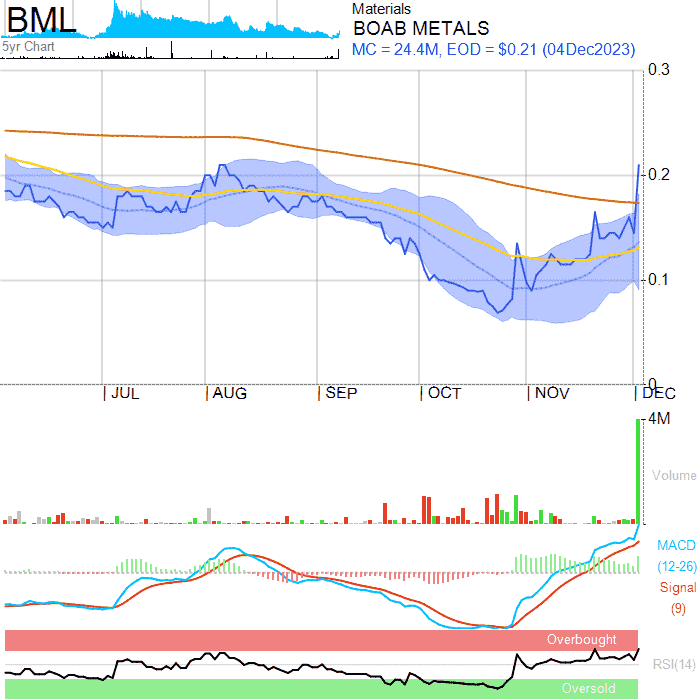 BML
5yr Chart
Materials
BOAB METALS
MC = 24.4M, EOD = $0.21 (04Dec2023)
0.3
0.2
0.1
0
JUL AUG SEP OCT NOV DEC
4M
Volume
MACD
(12-26)
Signal
(9)
Overbought
RSI(14)
Oversold